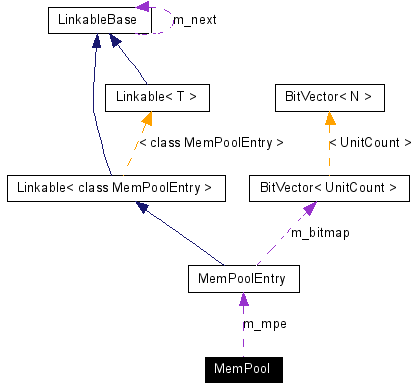 LinkableBase
m_next
Linkable< T >
BitVector< N >
< class MemPoolEntry >
< UnitCount >
Linkable< class MemPoolEntry >
BitVector< UnitCount >
m_bitmap
MemPoolEntry
m_mpe
MemPool